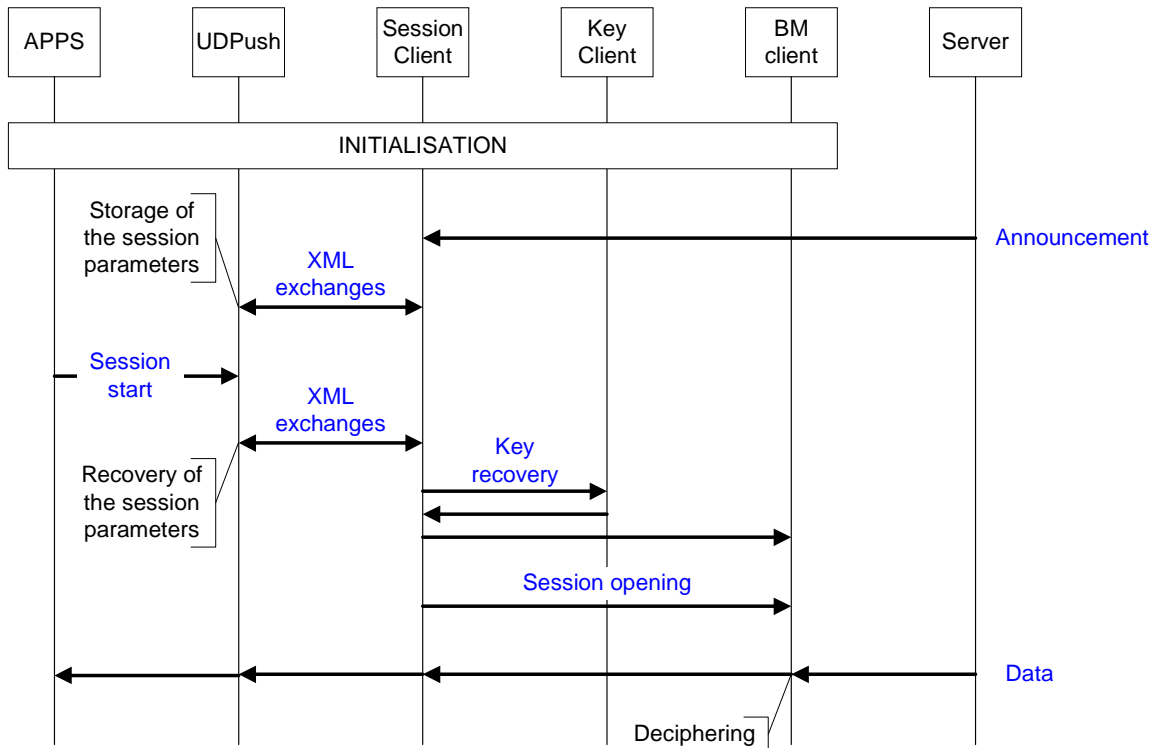 APPS
UDPush
Session
Client
Key
Client
BM
client
Server
INITIALISATION
Storage of
the session
parameters
Announcement
XML
exchanges
Session
start
XML
exchanges
Key
recovery
Recovery of
the session
parameters
Session opening
Data
Deciphering